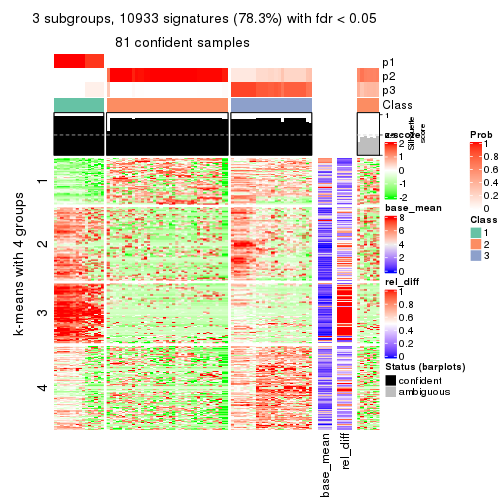 3 subgroups, 10933 signatures (78.3%) with fdr < 0.05
81 confident samples
p1
p2
p3
Class
1
Silhouette
score
z-score
2
1
0
-1
-2
Prob
1
0.8
0.6
0.4
0.2
0
base_mean
8
6
4
2
0
Class
1
2
3
rel_diff
1
0.8
0.6
0.4
0.2
0
Status (barplots)
confident
ambiguous
k-means with 4 groups
1
2
3
4
base_mean
rel_diff